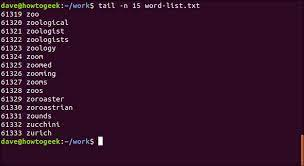 dave@howtogeek:~/work$ tail -n 15 word-list.txt
61319 zoo
61320 zoological
61321 zoologist
61322 zoologists
61323 zoology
61324 zoom
61325 zoomed
61326 zooming
61327 zooms
61328 zoos
61329 zoroaster
61330 zoroastrian
61331 zounds
61332 zucchini
61333 zurich
dave@howtogeek:~/work$